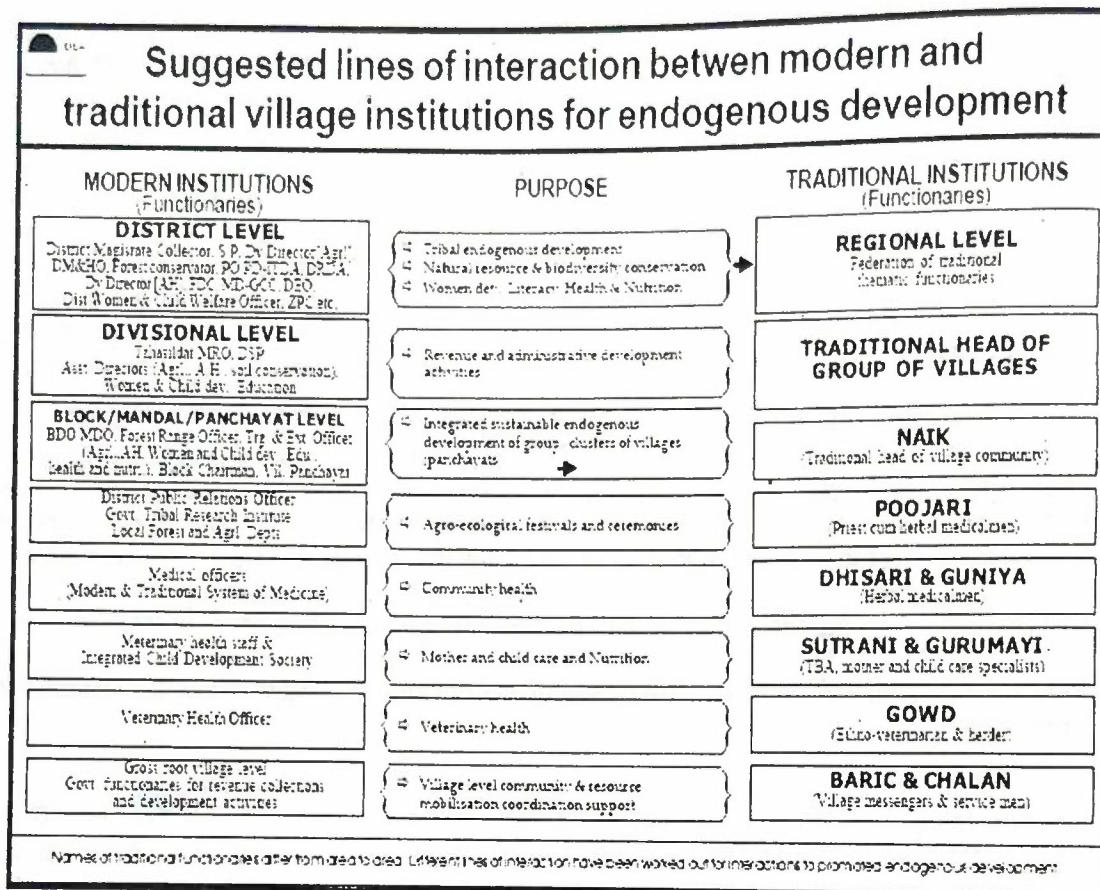 Suggested lines of interaction betwen modern and
traditional village institutions for endogenous development
MODERN INSTITUTIONS
(Functionaries)
PURPOSE
TRADITIONAL INSTITUTIONS
(Functionaries)
DISTRICT LEVEL
District Magistrate Collector, S.P. Dy Director[Agri],
DM&HO, Forest conservator, PO
Dy Director [AH], FDC, MD-GCC, DEO,
Dist Women & Child Welfare Officer, ZPC etc.
⇨ Tribal endogenous development
⇨ Natural resource & biodiversity conservation
⇨ Women dev. Literacy Health & Nutrition
REGIONAL LEVEL
Federation of traditional
thematic functionaries
DIVISIONAL LEVEL
Tahasildar MRO, DSP
Asst. Directors (Agri., A.H., soil conservation),
Women & Child dev. Education
⇨ Revenue and administrative development
activities
TRADITIONAL HEAD OF
GROUP OF VILLAGES
BLOCK/MANDAL/PANCHAYAT LEVEL
BDO MDO, Forest Range Officer, Trg. & Ext. Officer
(Agri., AH, Women and Child dev. Edu.,
health and nutri.), Block Chairman, Vil. Panchayat
⇨ Integrated sustainable endogenous
development of group clusters of villages
panchayats
NAIK
(Traditional head of village community)
District Public Relations Officer
Govt. Tribal Research Institute
Local Forest and Agri. Depts
⇨ Agro-ecological festivals and ceremonies
POOJARI
(Priest cum herbal medicalmen)
Medical officers
(Modern & Traditional System of Medicine)
⇨ Community health
DHISARI & GUNIYA
(Herbal medicalmen)
health staff &
Integrated Child Development Society
⇨ Mother and child care and Nutrition
SUTRANI & GURUMAYI
(TBA, mother and child care specialists)
Veterinary Health Officer
⇨ Veterinary health
GOWD
(Ethno-veterinarian & herder)
Gross root village level
Govt. functionaries for revenue collections
and development activities
⇨ Village level community & resource
mobilisation coordination support
BARIC & CHALAN
(Village messengers & service men)
Names of traditional functionaries differ from area to area. Different lines of interaction have been worked out for interactions to promoted endogenous development